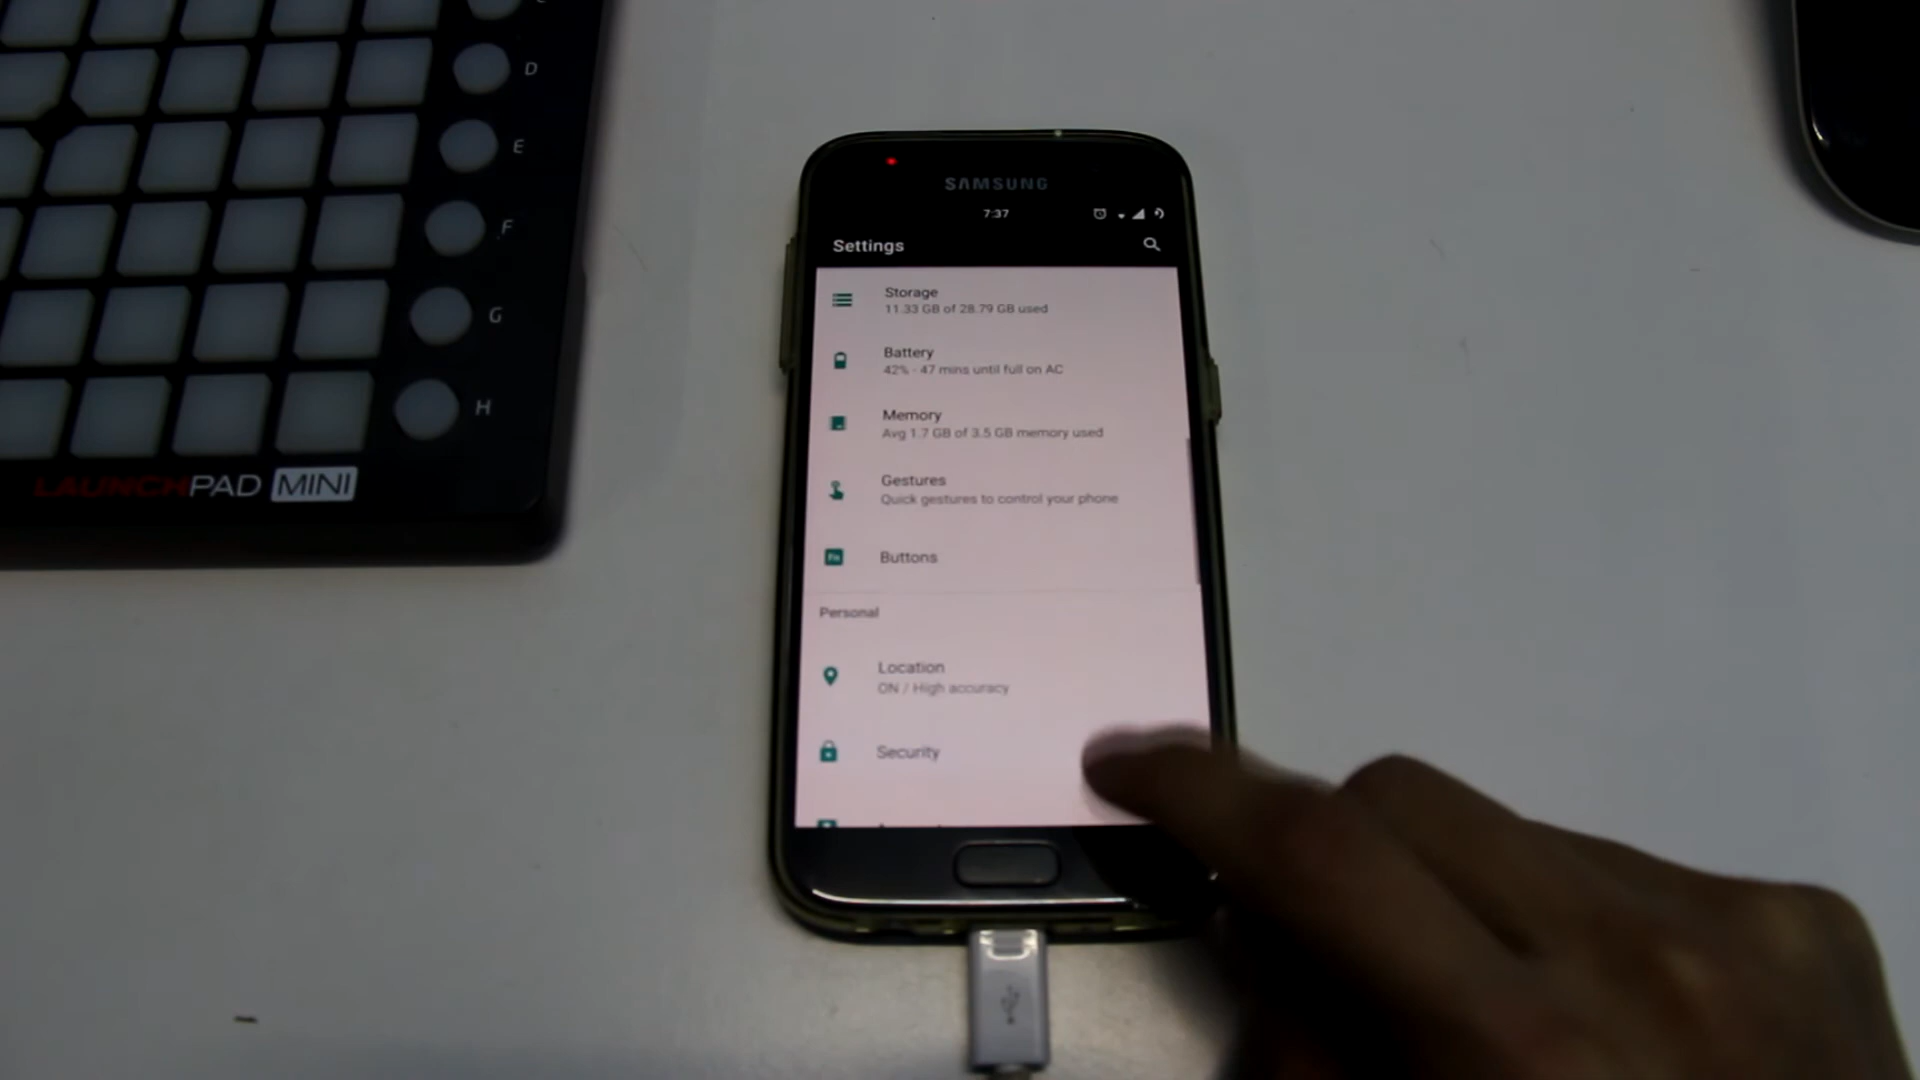 D
E
F
G
H
LAUNCHPAD MINI
SAMSUNG
7:37
Settings
Storage
11.33 GB of 28.79 GB used
Battery
42% - 47 mins until full on AC
Memory
Avg 1.7 GB of 3.5 GB memory used
Gestures
Quick gestures to control your phone
Buttons
Personal
Location
ON / High accuracy
Security